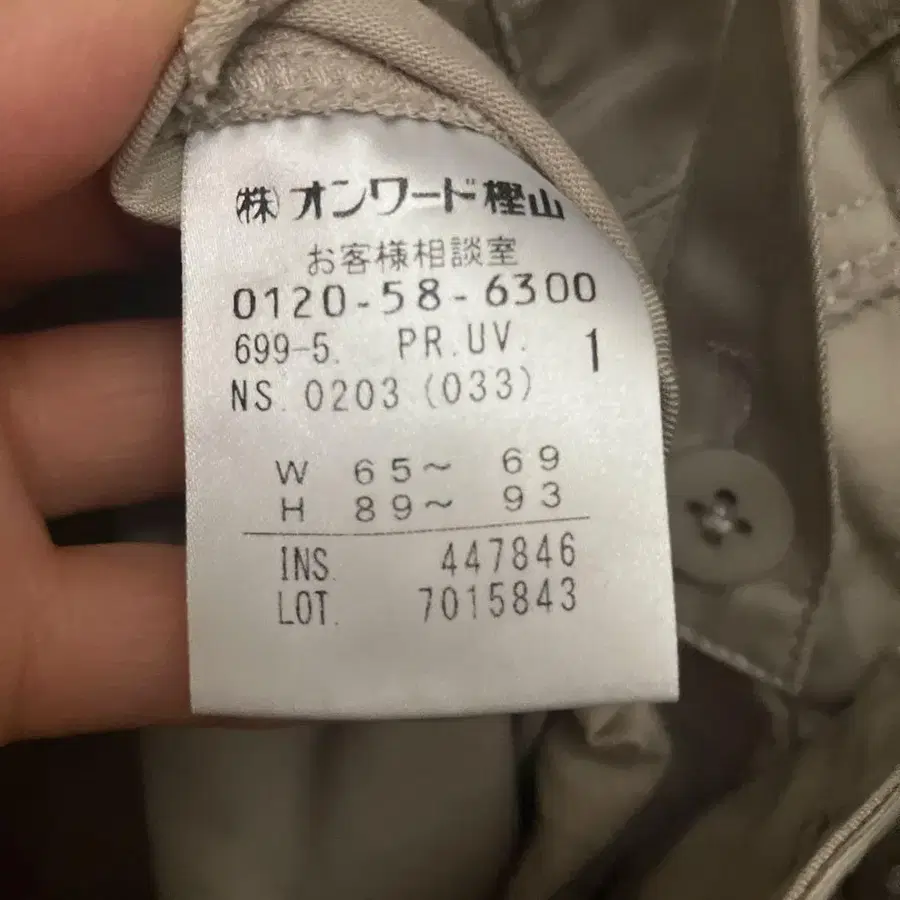 ㈱オンワード樫山
お客様相談室
0120-58-6300
699-5. PR.UV. 1
NS. 0203 (033)
W 65～ 69
H 89～ 93
INS. 447846
LOT. 7015843